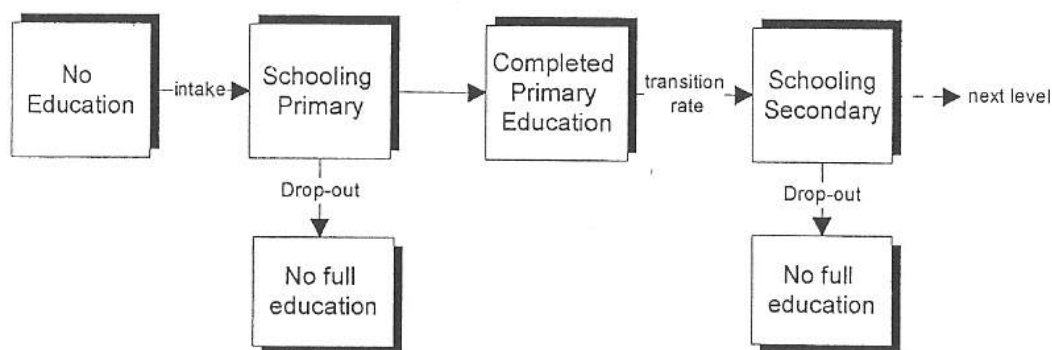 No
Education
intake
Schooling
Primary
Completed
Primary
Education
transition
rate
Schooling
Secondary
next level
Drop-out
Drop-out
No full
education
No full
education